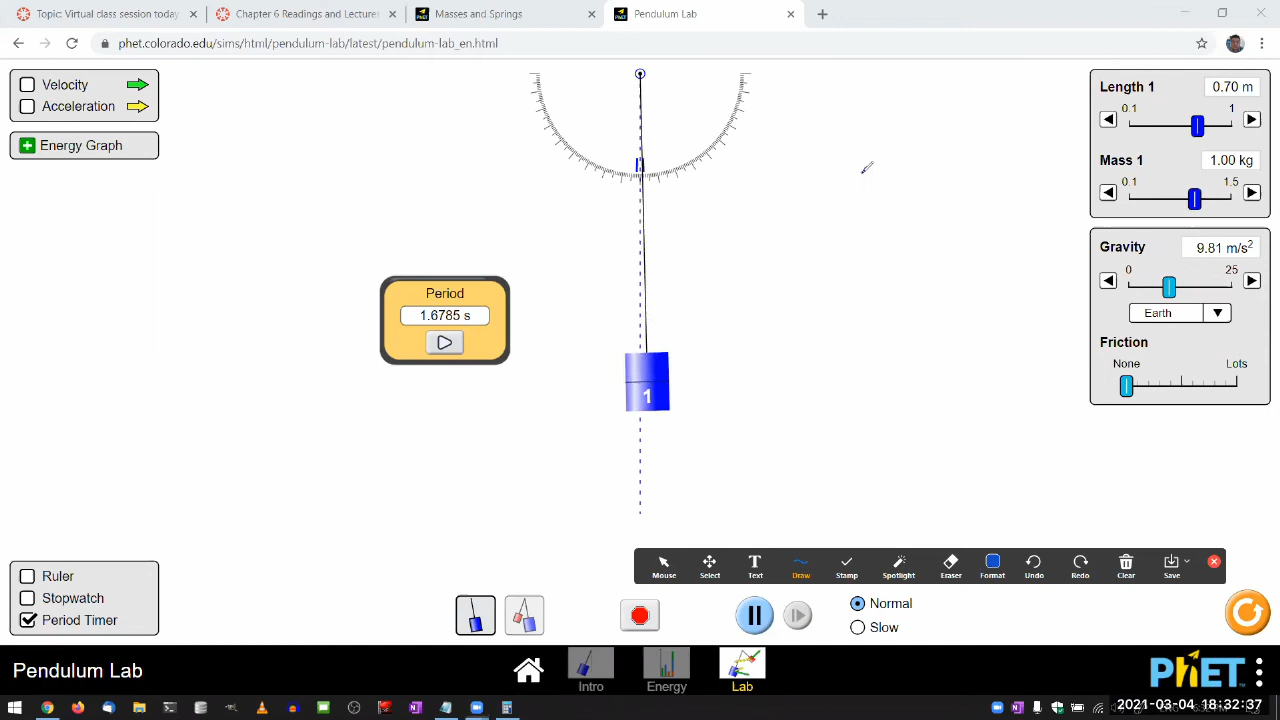 Topic: Virtual class session today
Chapter 6 Readings and Lecture
Masses and Springs
Pendulum Lab
phet.colorado.edu/sims/html/pendulum-lab/latest/pendulum-lab_en.html
Velocity
Acceleration
Energy Graph
Length 1 0.70 m
0.1 1
Mass 1 1.00 kg
0.1 1.5
Gravity 9.81 m/s²
0 25
Earth
Friction
None Lots
Period
1.6785 s
1
Mouse Select Text Draw Stamp Spotlight Eraser Format Undo Redo Clear Save
Ruler
Stopwatch
Period Timer
Normal
Slow
Pendulum Lab
Intro Energy Lab
PhET
2021-03-04 18:32:37